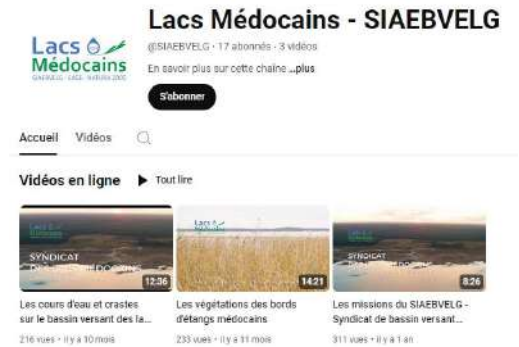 Lacs Médocains - SIAEBVELG
Lacs
Médocains
@SIAEBVELG · 17 abonnés · 3 vidéos
En savoir plus sur cette chaîne ...plus
S'abonner
Accueil Vidéos
Vidéos en ligne Tout lire
Lacs
SYNDICAT
12:36
Lacs
14:21
SYNDICAT
8:26
Les cours d'eau et crastes
sur le bassin versant des la...
216 vues · il y a 10 mois
Les végétations des bords
d'étangs médocains
233 vues · il y a 11 mois
Les missions du SIAEBVELG -
Syndicat de bassin versant...
311 vues · il y a 1 an